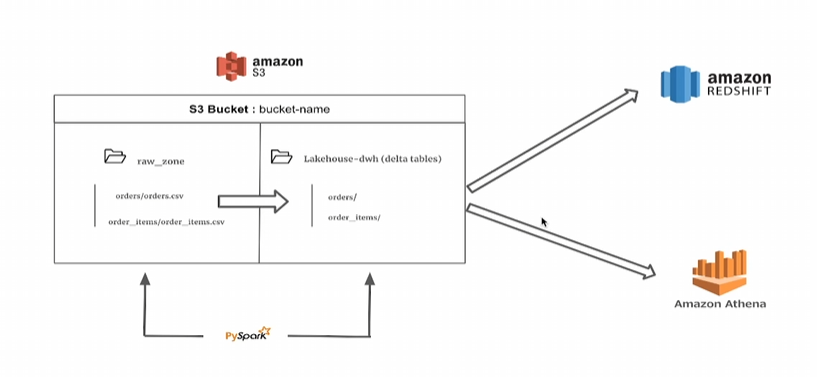 amazon
S3
S3 Bucket : bucket-name
raw_zone
orders/orders.csv
order_items/order_items.csv
Lakehouse-dwh (delta tables)
orders/
order_items/
PySpark
amazon
REDSHIFT
Amazon Athena